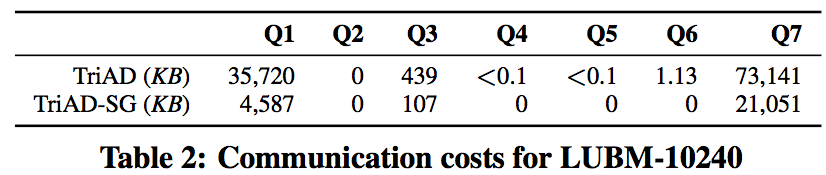 Q1 Q2 Q3 Q4 Q5 Q6 Q7
TriAD (KB) 35,720 0 439 <0.1 <0.1 1.13 73,141
TriAD-SG (KB) 4,587 0 107 0 0 0 21,051
Table 2: Communication costs for LUBM-10240